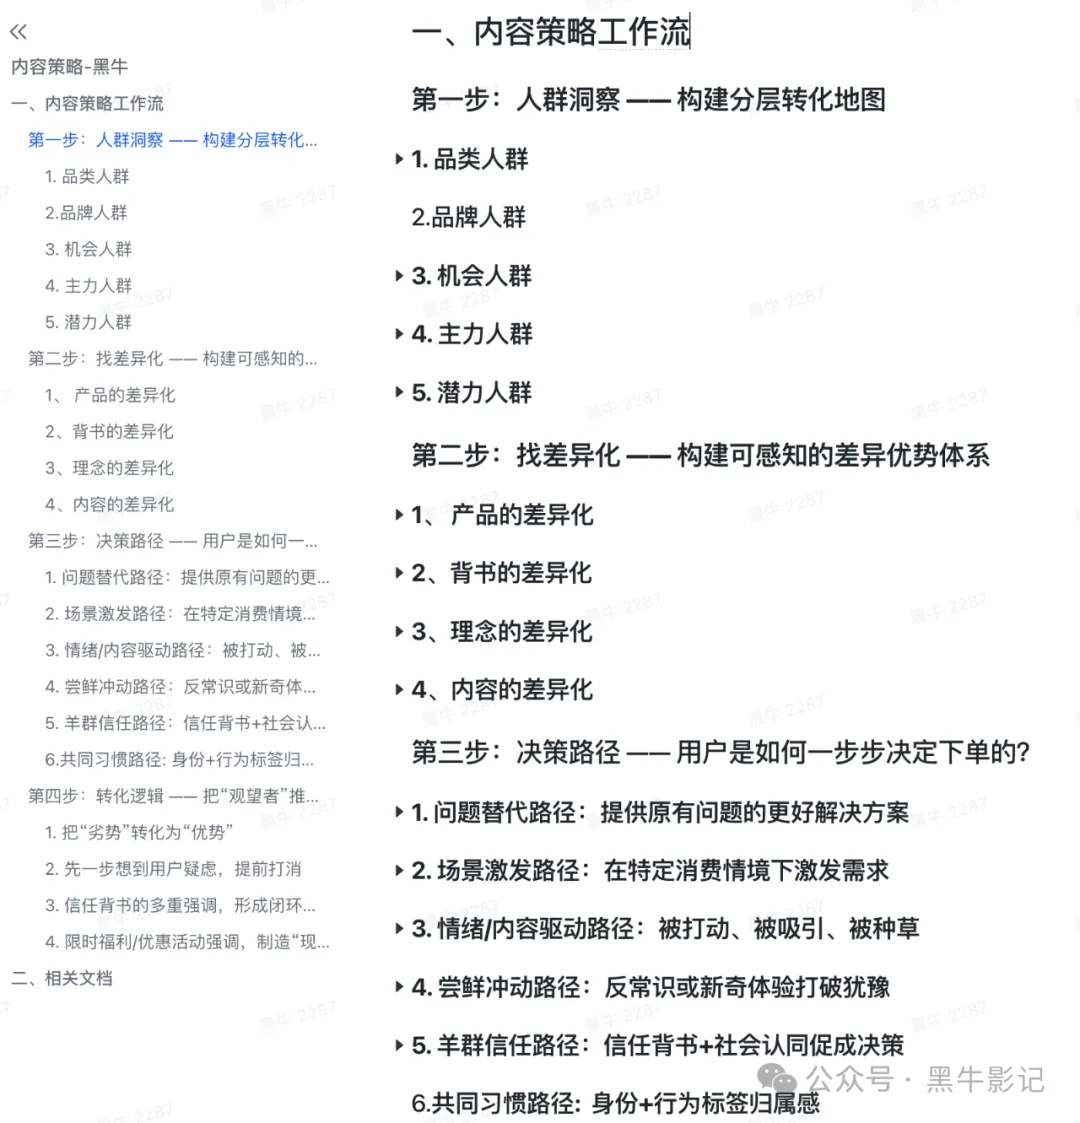 内容策略-黑牛
一、内容策略工作流
第一步：人群洞察 —— 构建分层转化...
1. 品类人群
2.品牌人群
3. 机会人群
4. 主力人群
5. 潜力人群
第二步：找差异化 —— 构建可感知的...
1、 产品的差异化
2、背书的差异化
3、理念的差异化
4、内容的差异化
第三步：决策路径 —— 用户是如何一...
1. 问题替代路径：提供原有问题的更...
2. 场景激发路径：在特定消费情境...
3. 情绪/内容驱动路径：被打动、被...
4. 尝鲜冲动路径：反常识或新奇体...
5. 羊群信任路径：信任背书+社会认...
6.共同习惯路径: 身份+行为标签归...
第四步：转化逻辑 —— 把“观望者”推...
1. 把“劣势”转化为“优势”
2. 先一步想到用户疑虑，提前打消
3. 信任背书的多重强调，形成闭环...
4. 限时福利/优惠活动强调，制造“现...
二、相关文档
一、内容策略工作流
第一步：人群洞察 —— 构建分层转化地图
1. 品类人群
2.品牌人群
3. 机会人群
4. 主力人群
5. 潜力人群
第二步：找差异化 —— 构建可感知的差异优势体系
1、 产品的差异化
2、背书的差异化
3、理念的差异化
4、内容的差异化
第三步：决策路径 —— 用户是如何一步步决定下单的?
1. 问题替代路径：提供原有问题的更好解决方案
2. 场景激发路径：在特定消费情境下激发需求
3. 情绪/内容驱动路径：被打动、被吸引、被种草
4. 尝鲜冲动路径：反常识或新奇体验打破犹豫
5. 羊群信任路径：信任背书+社会认同促成决策
6.共同习惯路径: 身份+行为标签归属感
公众号 · 黑牛影记
黑牛 2287